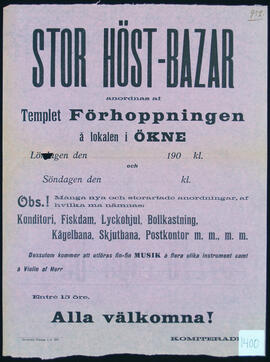 STOR HÖST-BAZAR
anordnas af
Templet Förhoppningen
å lokalen i ÖKNE
Lördagen den 190 kl.
och
Söndagen den kl.
Obs.! Många nya och storartade anordningar, af
hvilka må nämnas:
Konditori, Fiskdam, Lyckohjul, Bollkastning,
Kägelbana, Skjutbana, Postkontor m. m., m. m.
Dessutom kommer att utföras fin-fin MUSIK å flera olika instrument samt
å Violin af Herr
Entré 15 öre.
Alla välkomna!
KOMITERADE
1400